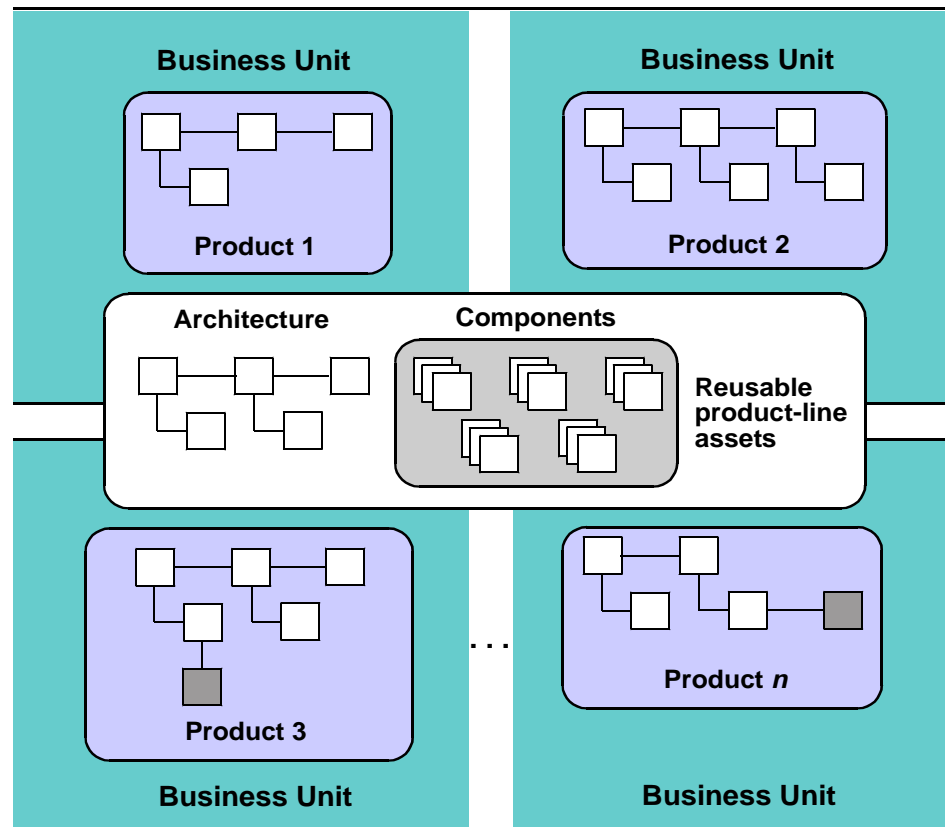 Business Unit
Business Unit
Product 1
Product 2
Architecture
Components
Reusable
product-line
assets
. . .
Product n
Product 3
Business Unit
Business Unit